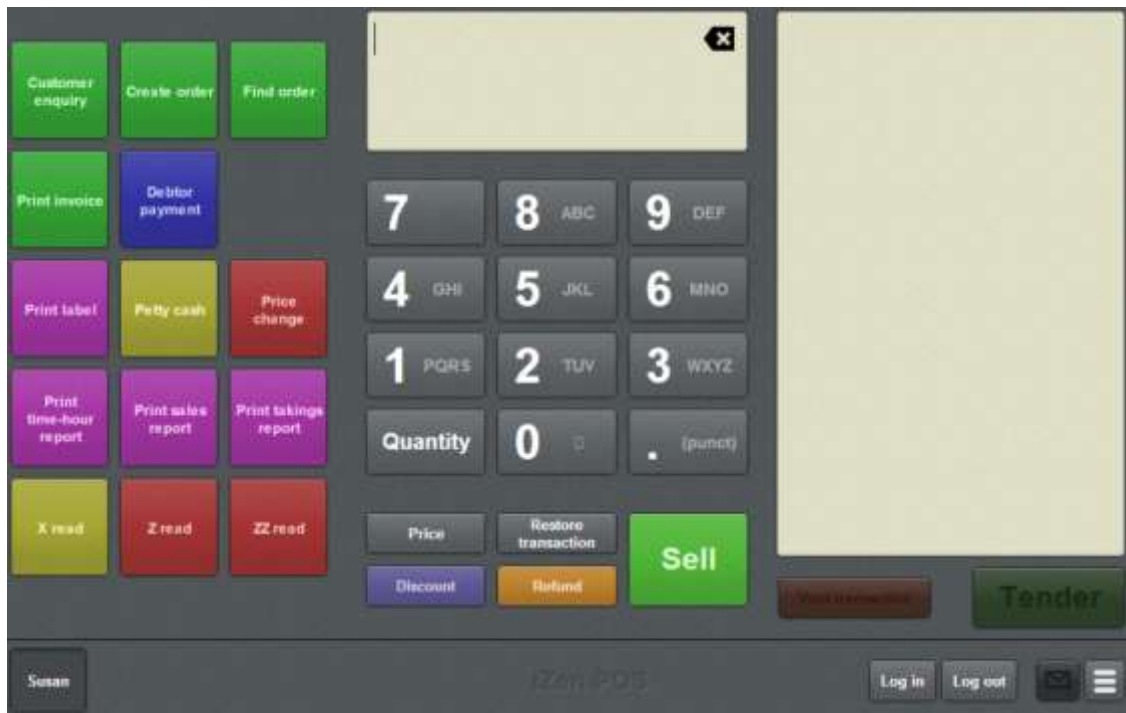 Customer
enquiry
Create order
Find order
Print invoice
Debtor
payment
Print label
Petty cash
Price
change
Print
time-hour
report
Print sales
report
Print takings
report
X read
Z read
ZZ read
7
8 ABC
9 DEF
4 GHI
5 JKL
6 MNO
1 PQRS
2 TUV
3 WXYZ
Quantity
0
. (punct)
Price
Restore
transaction
Sell
Discount
Refund
Void transaction
Tender
Susan
Log in
Log out